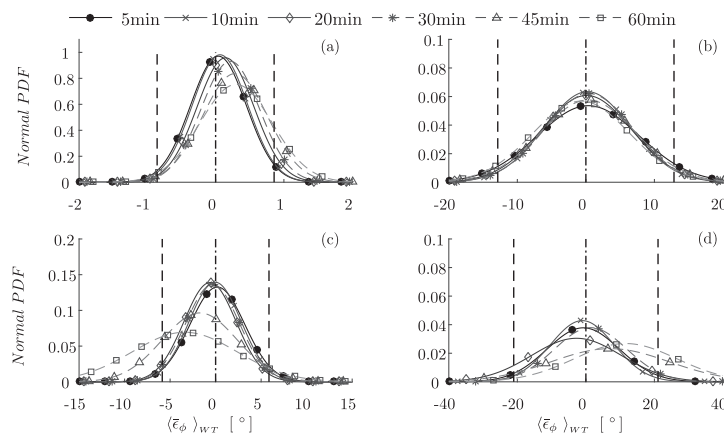 5min 10min 20min 30min 45min 60min
(a) (b)
Normal PDF
1 0.8 0.6 0.4 0.2 0
-2 -1 0 1 2
0.1 0.08 0.06 0.04 0.02 0
-20 -10 0 10 20
(c) (d)
Normal PDF
0.2 0.15 0.1 0.05 0
-15 -10 -5 0 5 10 15
0.1 0.08 0.06 0.04 0.02 0
-40 -20 0 20 40
⟨ϵ̄_ϕ⟩_WT [°] ⟨ϵ̄_ϕ⟩_WT [°]